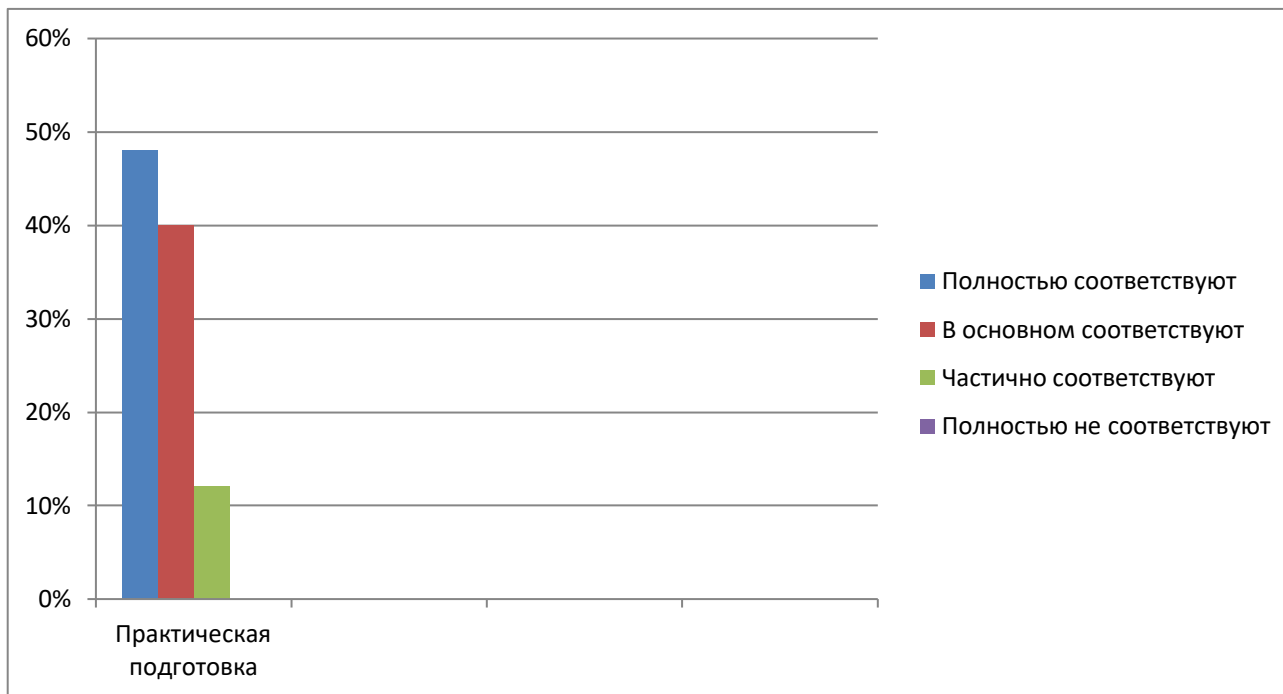 60%
50%
40%
30%
20%
10%
0%
Практическая
подготовка
Полностью соответствуют
В основном соответствуют
Частично соответствуют
Полностью не соответствуют